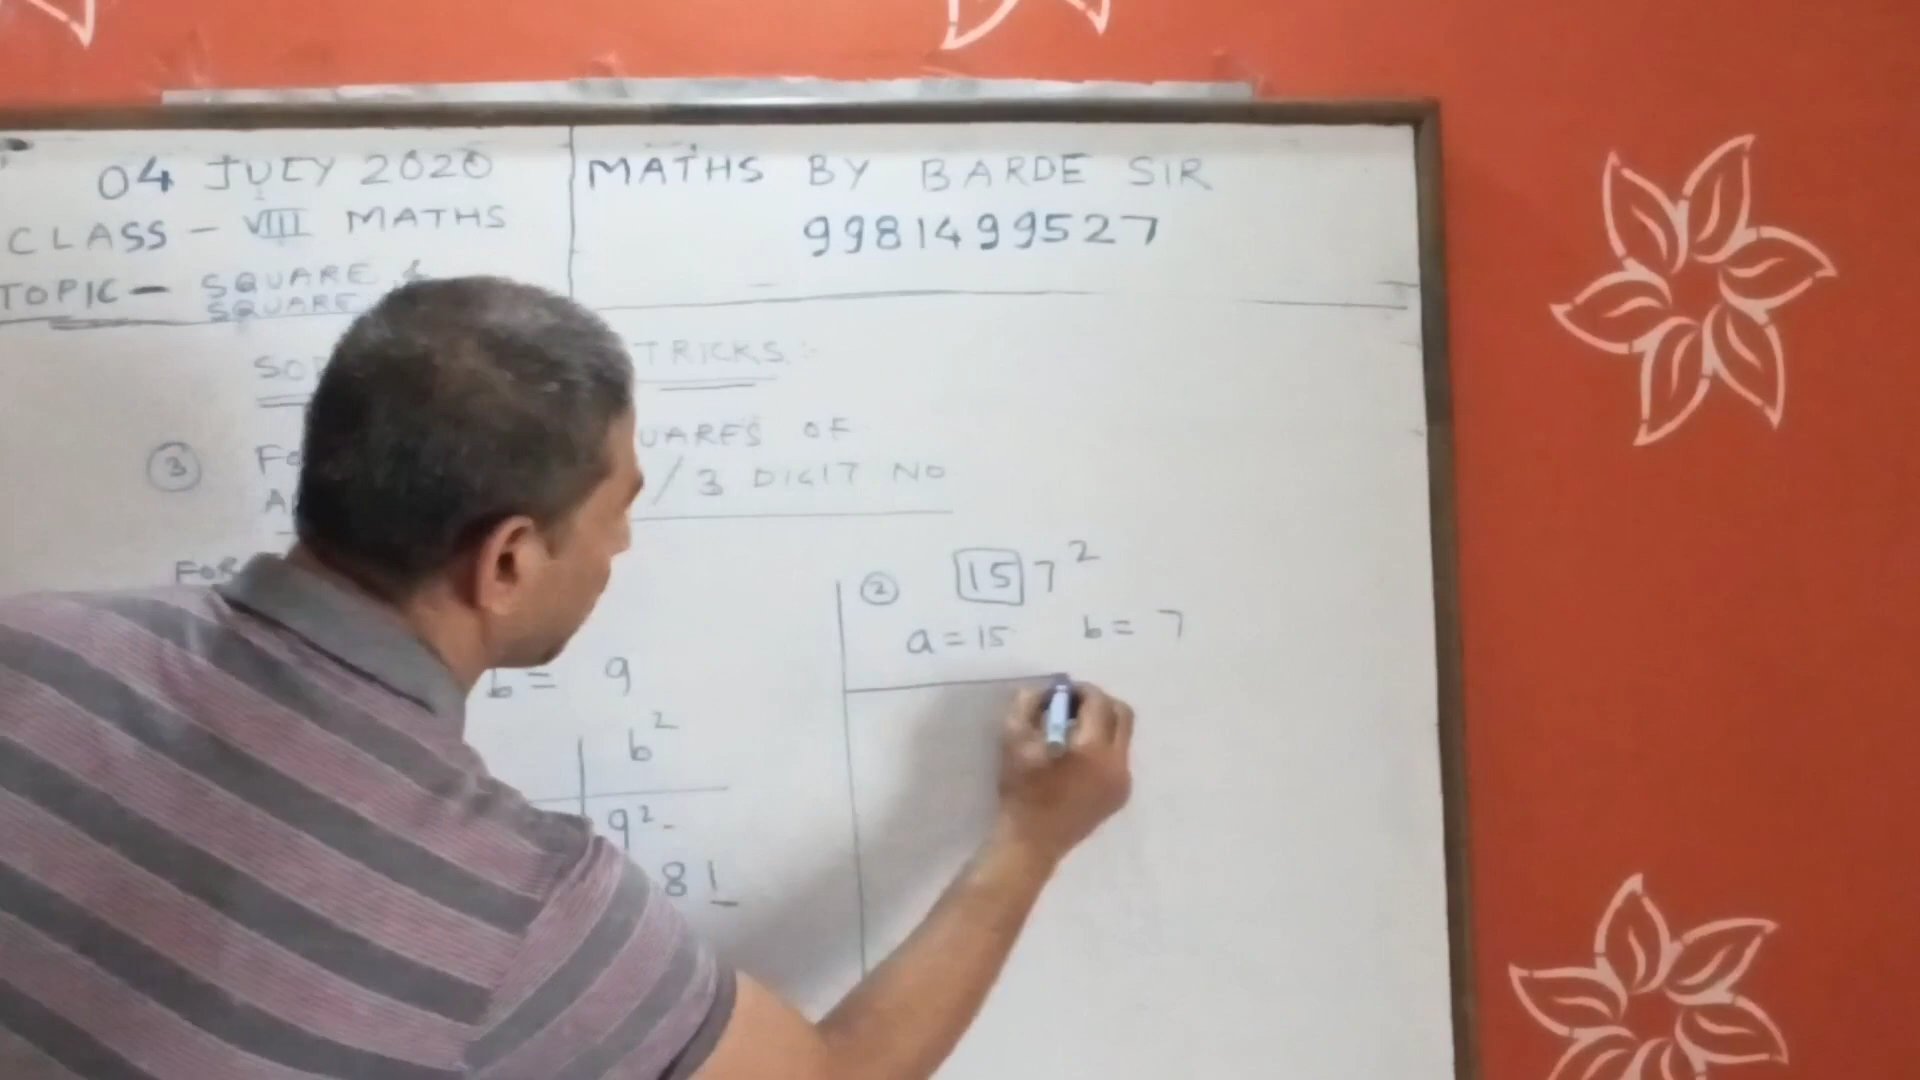 04 JULY 2020
CLASS - VIII MATHS
TOPIC - SQUARE &
SQUARE
MATHS BY BARDE SIR
9981499527
TRICKS:
3
OF
/ 3 DIGIT NO
FOR
b = 9
b²
9²
81
② 157²
a = 15 b = 7